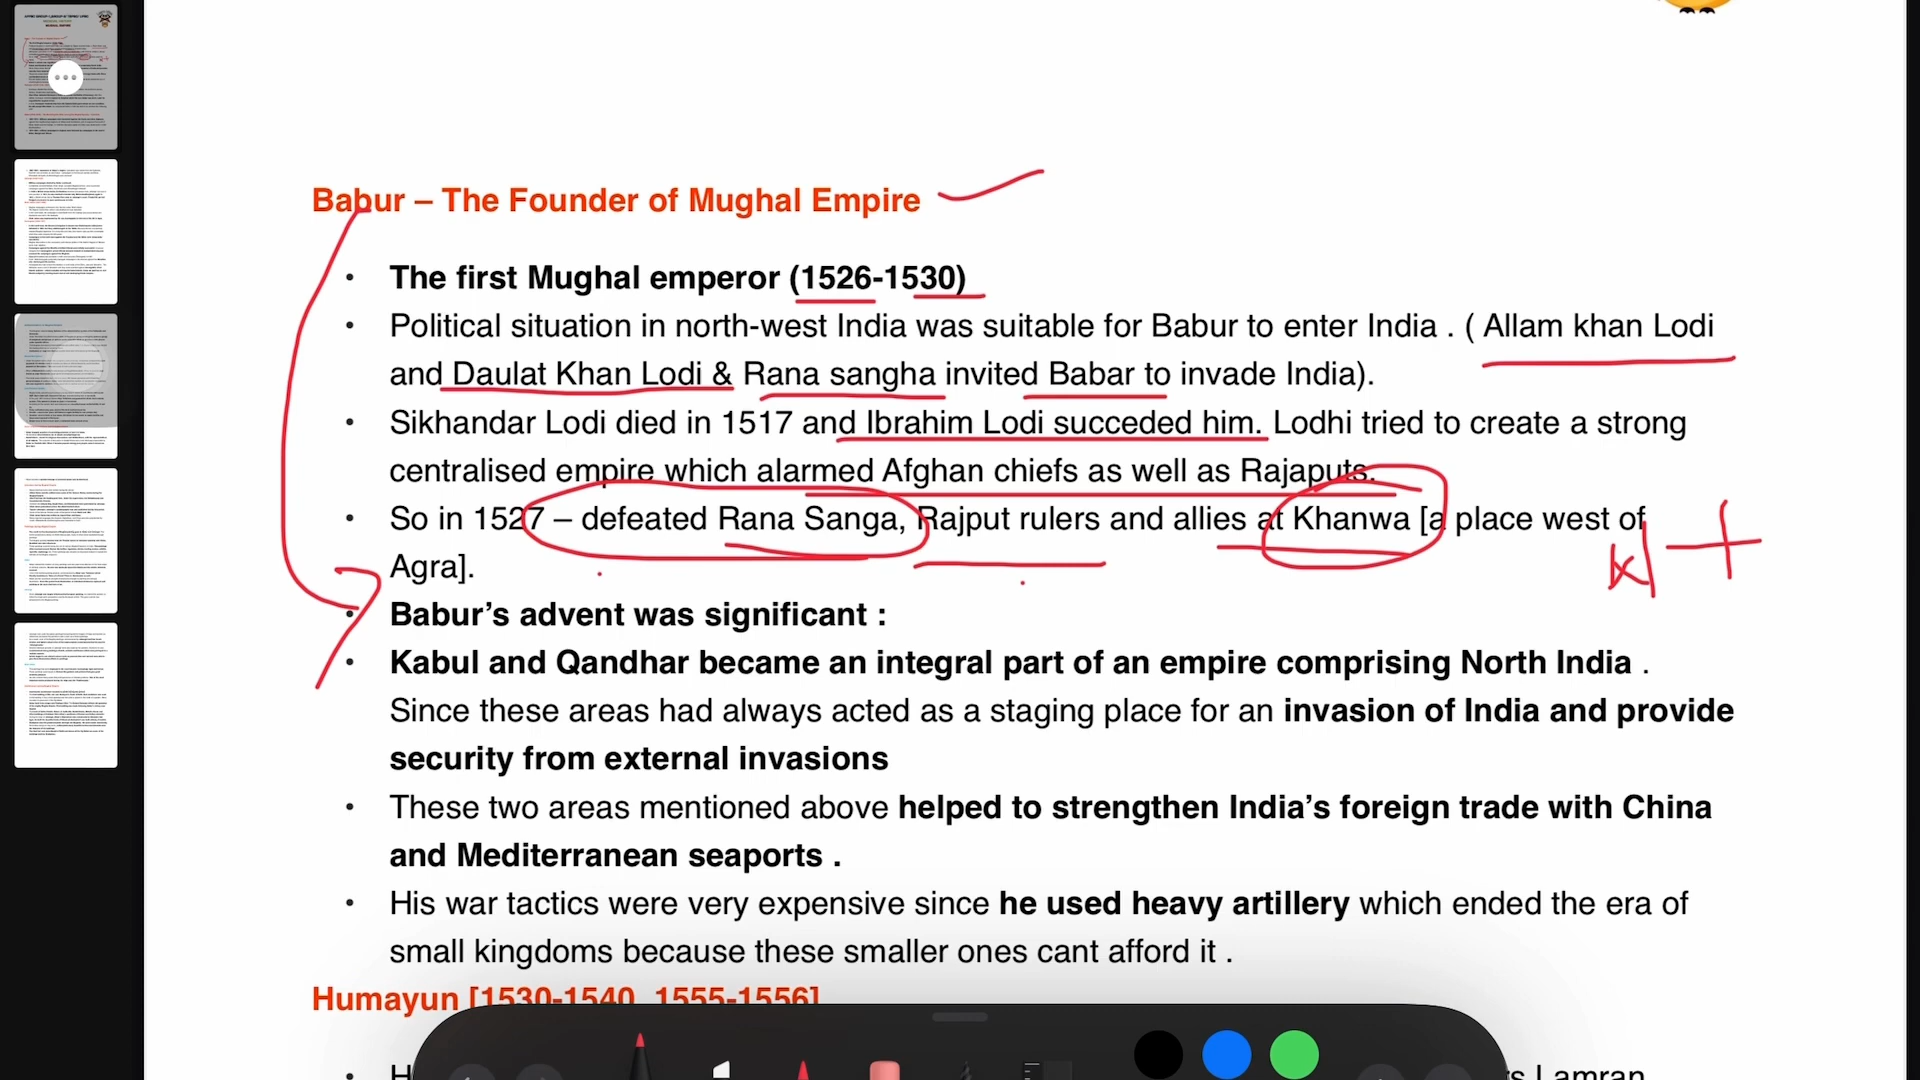 Babur – The Founder of Mughal Empire
• The first Mughal emperor (1526-1530)
• Political situation in north-west India was suitable for Babur to enter India . ( Allam khan Lodi
and Daulat Khan Lodi & Rana sangha invited Babar to invade India).
• Sikhandar Lodi died in 1517 and Ibrahim Lodi succeded him. Lodhi tried to create a strong
centralised empire which alarmed Afghan chiefs as well as Rajaputs.
• So in 1527 – defeated Rana Sanga, Rajput rulers and allies at Khanwa [a place west of
Agra].
• Babur’s advent was significant :
• Kabul and Qandhar became an integral part of an empire comprising North India .
Since these areas had always acted as a staging place for an invasion of India and provide
security from external invasions
• These two areas mentioned above helped to strengthen India’s foreign trade with China
and Mediterranean seaports .
• His war tactics were very expensive since he used heavy artillery which ended the era of
small kingdoms because these smaller ones cant afford it .
Humayun [1530-1540, 1555-1556]